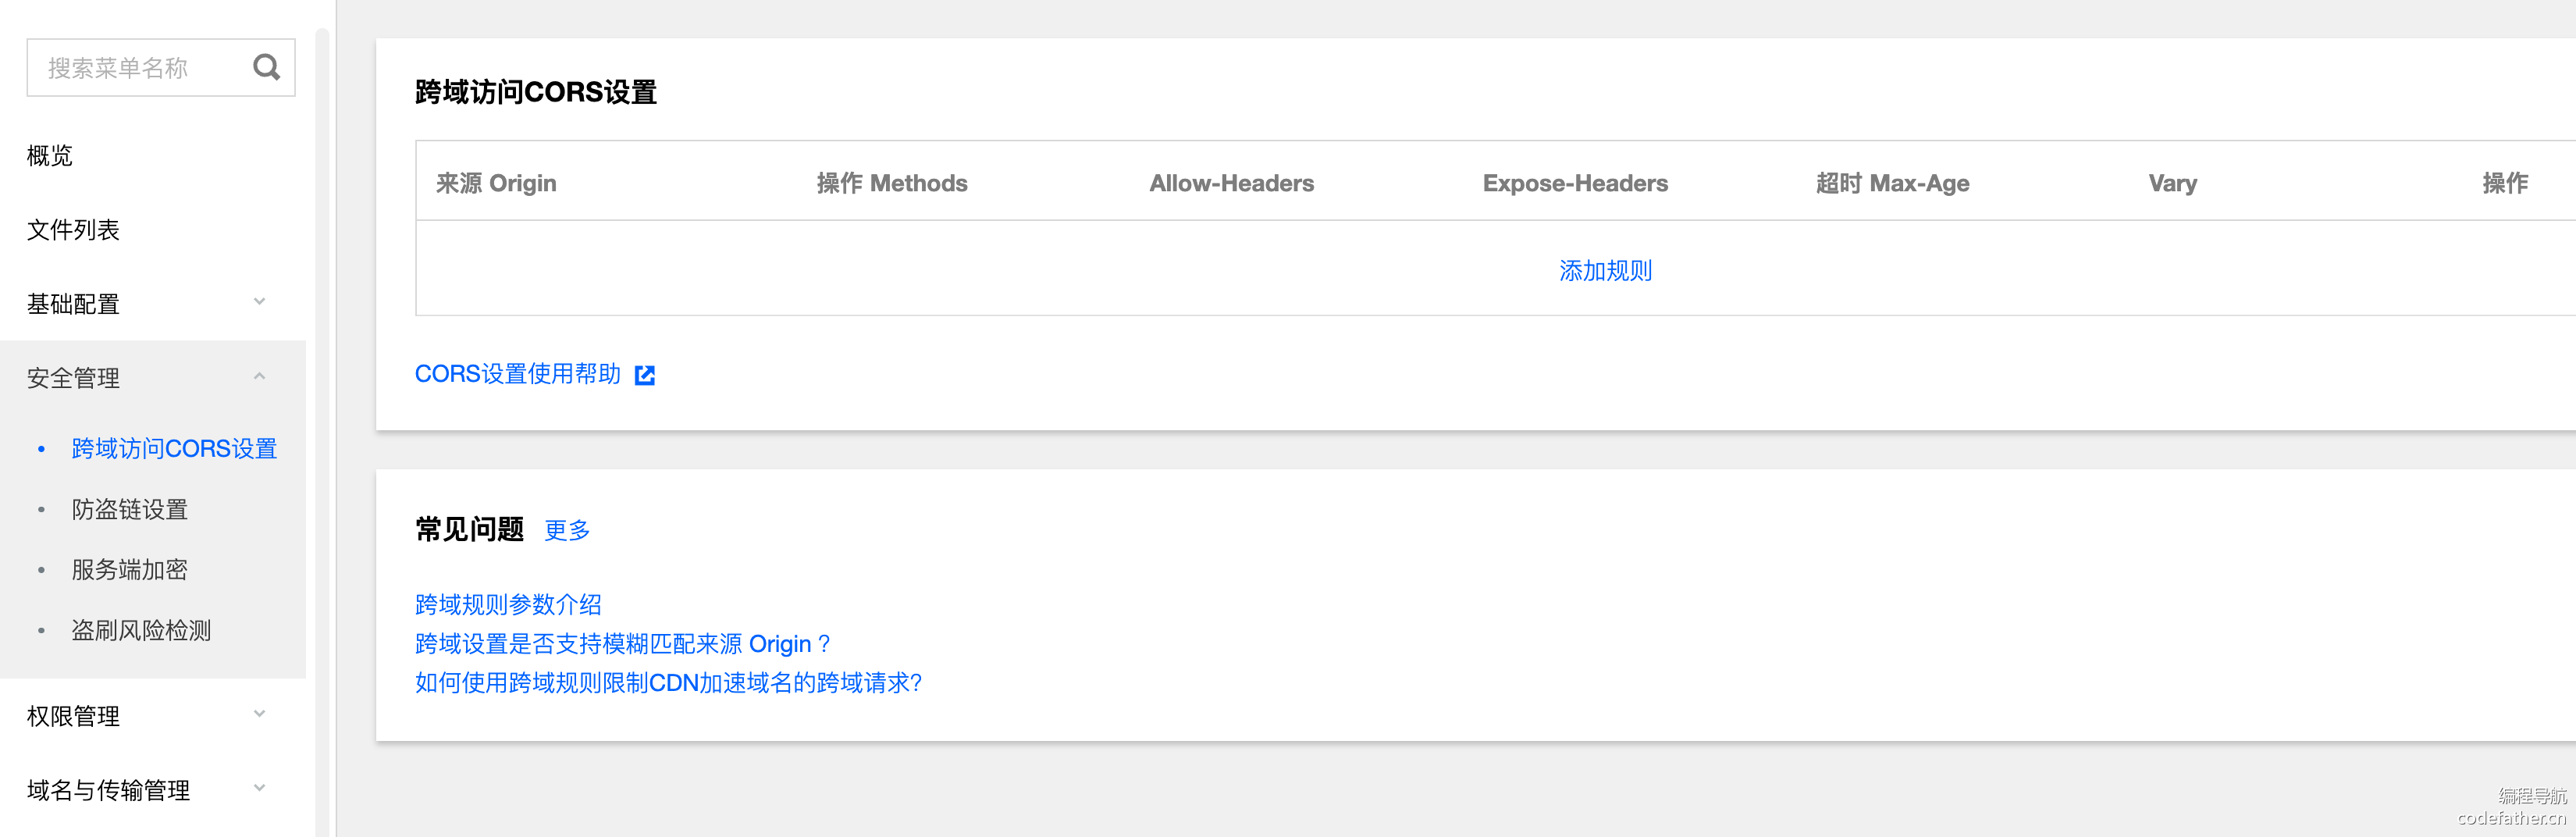 搜索菜单名称
概览
文件列表
基础配置
安全管理
跨域访问CORS设置
防盗链设置
服务端加密
盗刷风险检测
权限管理
域名与传输管理
跨域访问CORS设置
来源 Origin 操作 Methods Allow-Headers Expose-Headers 超时 Max-Age Vary 操作
添加规则
CORS设置使用帮助
常见问题 更多
跨域规则参数介绍
跨域设置是否支持模糊匹配来源 Origin ?
如何使用跨域规则限制CDN加速域名的跨域请求?
编程导航
codefather.cn